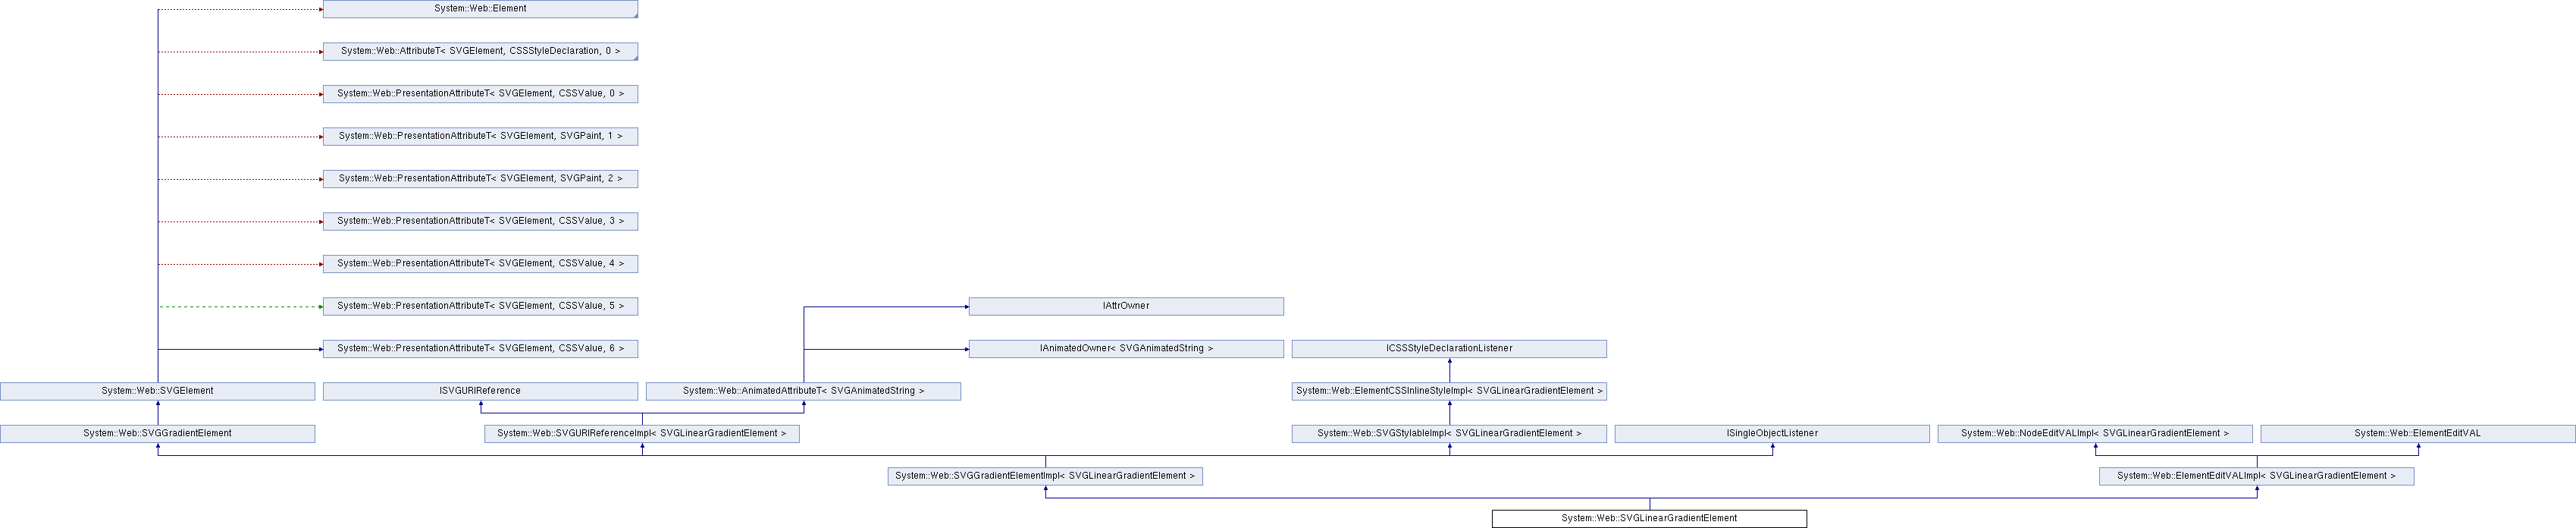 System::Web::Element
System::Web::AttributeT< SVGElement, CSSStyleDeclaration, 0 >
System::Web::PresentationAttributeT< SVGElement, CSSValue, 0 >
System::Web::PresentationAttributeT< SVGElement, SVGPaint, 1 >
System::Web::PresentationAttributeT< SVGElement, SVGPaint, 2 >
System::Web::PresentationAttributeT< SVGElement, CSSValue, 3 >
System::Web::PresentationAttributeT< SVGElement, CSSValue, 4 >
System::Web::PresentationAttributeT< SVGElement, CSSValue, 5 >
IAttrOwner
System::Web::PresentationAttributeT< SVGElement, CSSValue, 6 >
IAnimatedOwner< SVGAnimatedString >
ICSSStyleDeclarationListener
System::Web::SVGElement
ISVGURIReference
System::Web::AnimatedAttributeT< SVGAnimatedString >
System::Web::ElementCSSInlineStyleImpl< SVGLinearGradientElement >
System::Web::SVGGradientElement
System::Web::SVGURIReferenceImpl< SVGLinearGradientElement >
System::Web::SVGStylableImpl< SVGLinearGradientElement >
ISingleObjectListener
System::Web::NodeEditVALImpl< SVGLinearGradientElement >
System::Web::ElementEditVAL
System::Web::SVGGradientElementImpl< SVGLinearGradientElement >
System::Web::ElementEditVALImpl< SVGLinearGradientElement >
System::Web::SVGLinearGradientElement